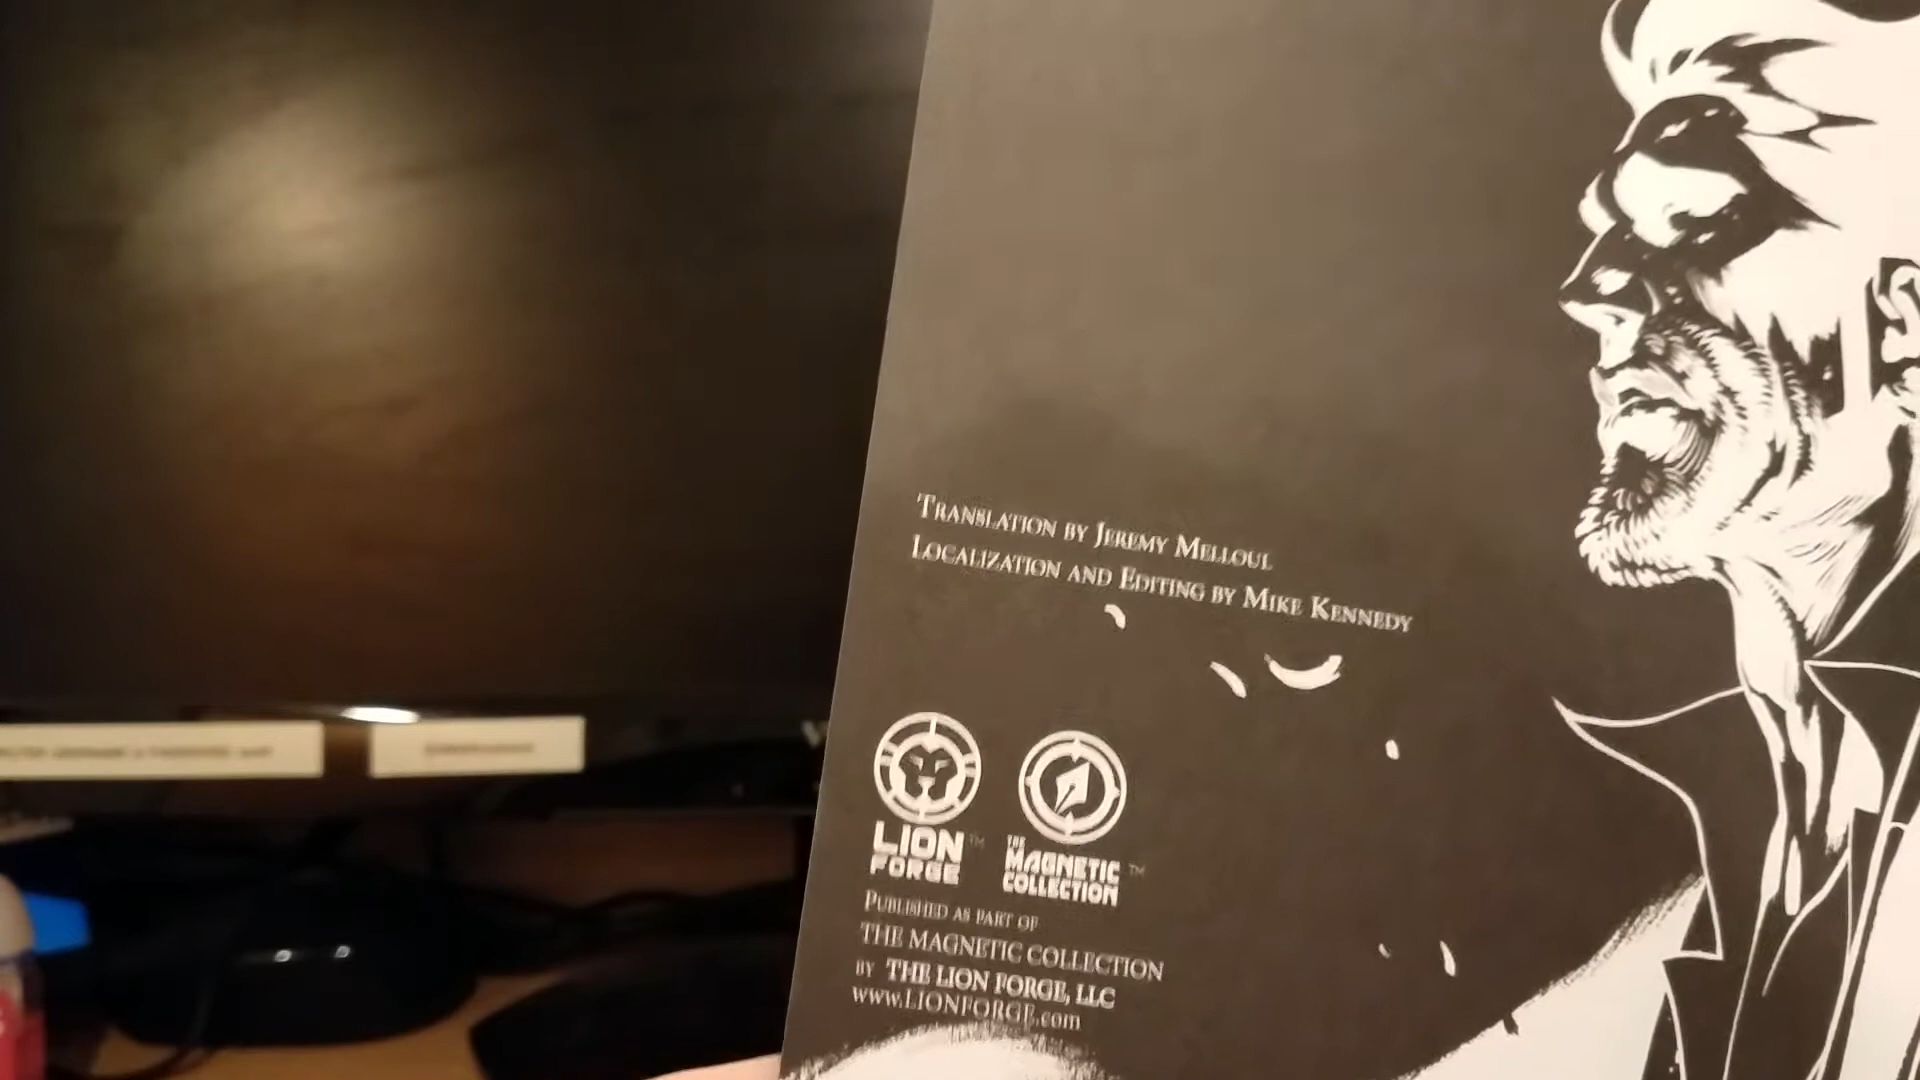 Translation by Jeremy Melloul
Localization and Editing by Mike Kennedy
LION FORGE™
THE MAGNETIC COLLECTION™
Published as part of
THE MAGNETIC COLLECTION
by THE LION FORGE, LLC
www.LIONFORGE.com